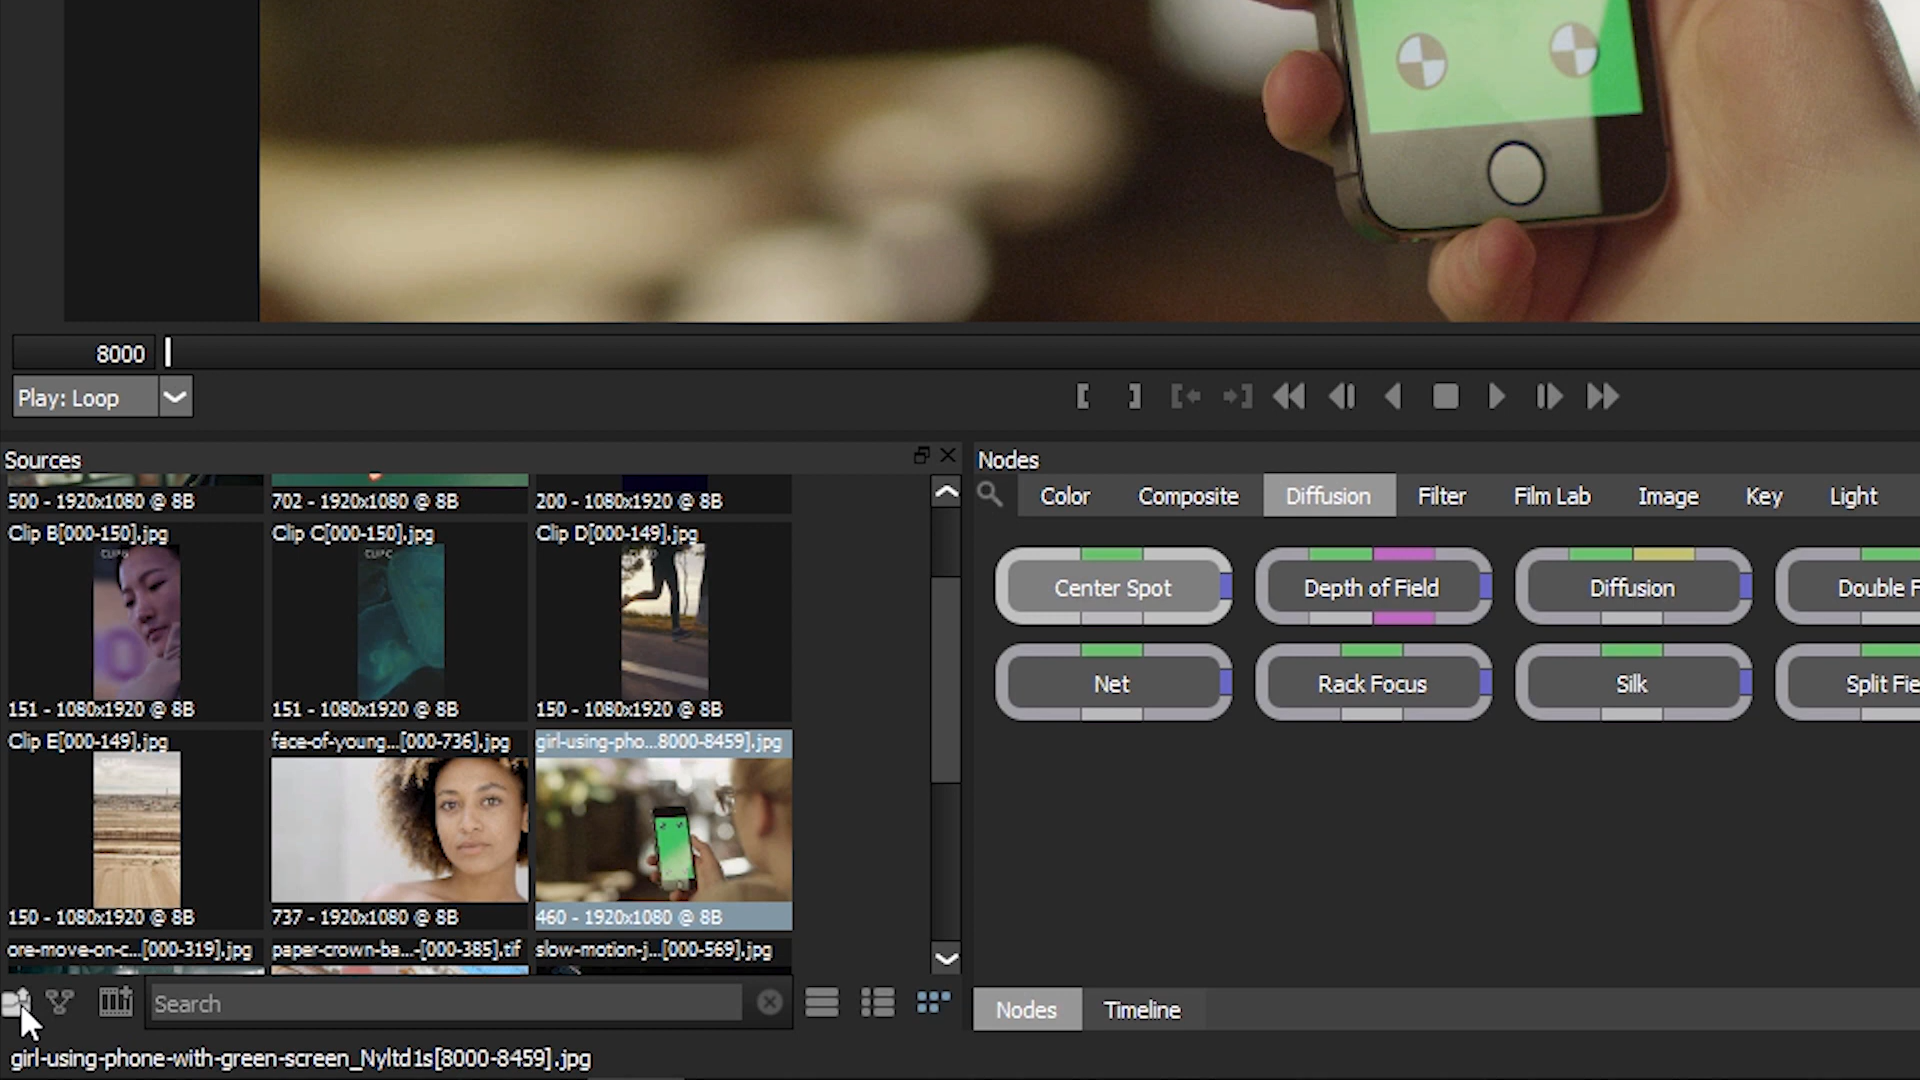 8000
Play: Loop
Sources
500 - 1920x1080 @ 8B
702 - 1920x1080 @ 8B
200 - 1080x1920 @ 8B
Clip B[000-150].jpg
Clip C[000-150].jpg
Clip D[000-149].jpg
151 - 1080x1920 @ 8B
151 - 1080x1920 @ 8B
150 - 1080x1920 @ 8B
Clip E[000-149].jpg
face-of-young...[000-736].jpg
girl-using-pho...8000-8459].jpg
150 - 1080x1920 @ 8B
737 - 1920x1080 @ 8B
460 - 1920x1080 @ 8B
ore-move-on-c...[000-319].jpg
paper-crown-ba...-[000-385].tif
slow-motion-j...[000-569].jpg
Search
girl-using-phone-with-green-screen_Nyltd1s[8000-8459].jpg
Nodes
Color
Composite
Diffusion
Filter
Film Lab
Image
Key
Light
Center Spot
Depth of Field
Diffusion
Double F
Net
Rack Focus
Silk
Split Fie
Nodes
Timeline